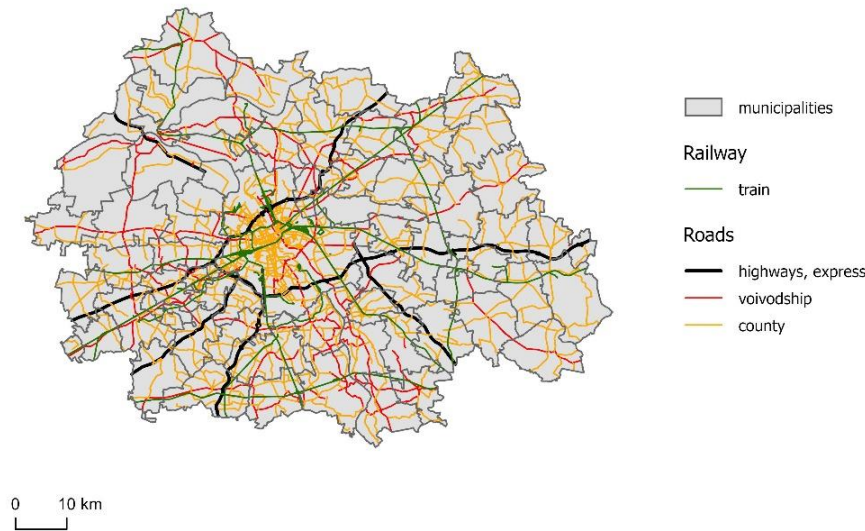 municipalities
Railway
train
Roads
highways, express
voivodship
county
0 10 km